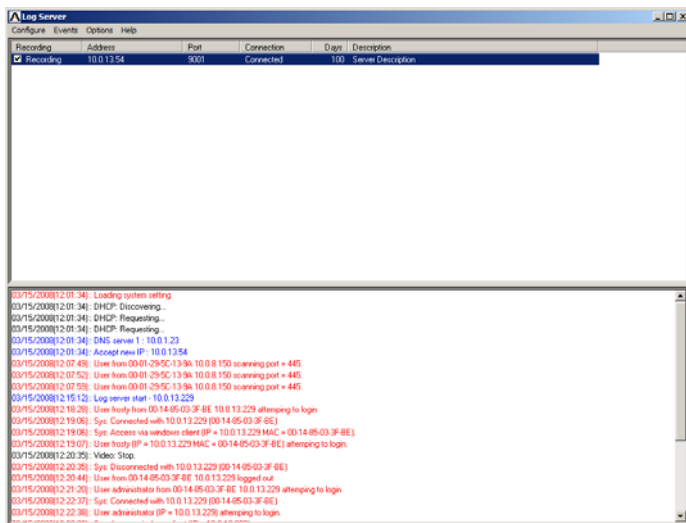 Log Server
Configure Events Options Help
Recording Address Port Connection Days Description
Recording 10.0.13.54 9001 Connected 100 Server Description
03/15/2008(12:01:34) : Loading system setting
03/15/2008(12:01:34) : DHCP: Discovering...
03/15/2008(12:01:34) : DHCP: Requesting...
03/15/2008(12:01:34) : DHCP: Requesting...
03/15/2008(12:01:34) : DNS server 1 : 10.0.1.23
03/15/2008(12:01:34) : Accept new IP : 10.0.13.54
03/15/2008(12:07:49) : User from 00-01-29-5C-13-9A 10.0.8.150 scanning port = 445.
03/15/2008(12:07:52) : User from 00-01-29-5C-13-9A 10.0.8.150 scanning port = 445.
03/15/2008(12:07:59) : User from 00-01-29-5C-13-9A 10.0.8.150 scanning port = 445.
03/15/2008(12:15:12) : Log server start - 10.0.13.229
03/15/2008(12:18:28) : User frosty from 00-14-85-03-3F-BE 10.0.13.229 attemping to login
03/15/2008(12:19:06) : Sys: Connected with 10.0.13.229 (00-14-85-03-3F-BE)
03/15/2008(12:19:06) : Sys: Access via windows client (IP = 10.0.13.229 MAC = 00-14-85-03-3F-BE).
03/15/2008(12:19:07) : User frosty (IP = 10.0.13.229 MAC = 00-14-85-03-3F-BE) attemping to login.
03/15/2008(12:20:35) : Video: Stop.
03/15/2008(12:20:35) : Sys: Disconnected with 10.0.13.229 (00-14-85-03-3F-BE)
03/15/2008(12:20:44) : User from 00-14-85-03-3F-BE 10.0.13.229 logged out
03/15/2008(12:21:20) : User administrator from 00-14-85-03-3F-BE 10.0.13.229 attemping to login
03/15/2008(12:22:37) : Sys: Connected with 10.0.13.229 (00-14-85-03-3F-BE)
03/15/2008(12:22:38) : User administrator (IP = 10.0.13.229) attemping to login.